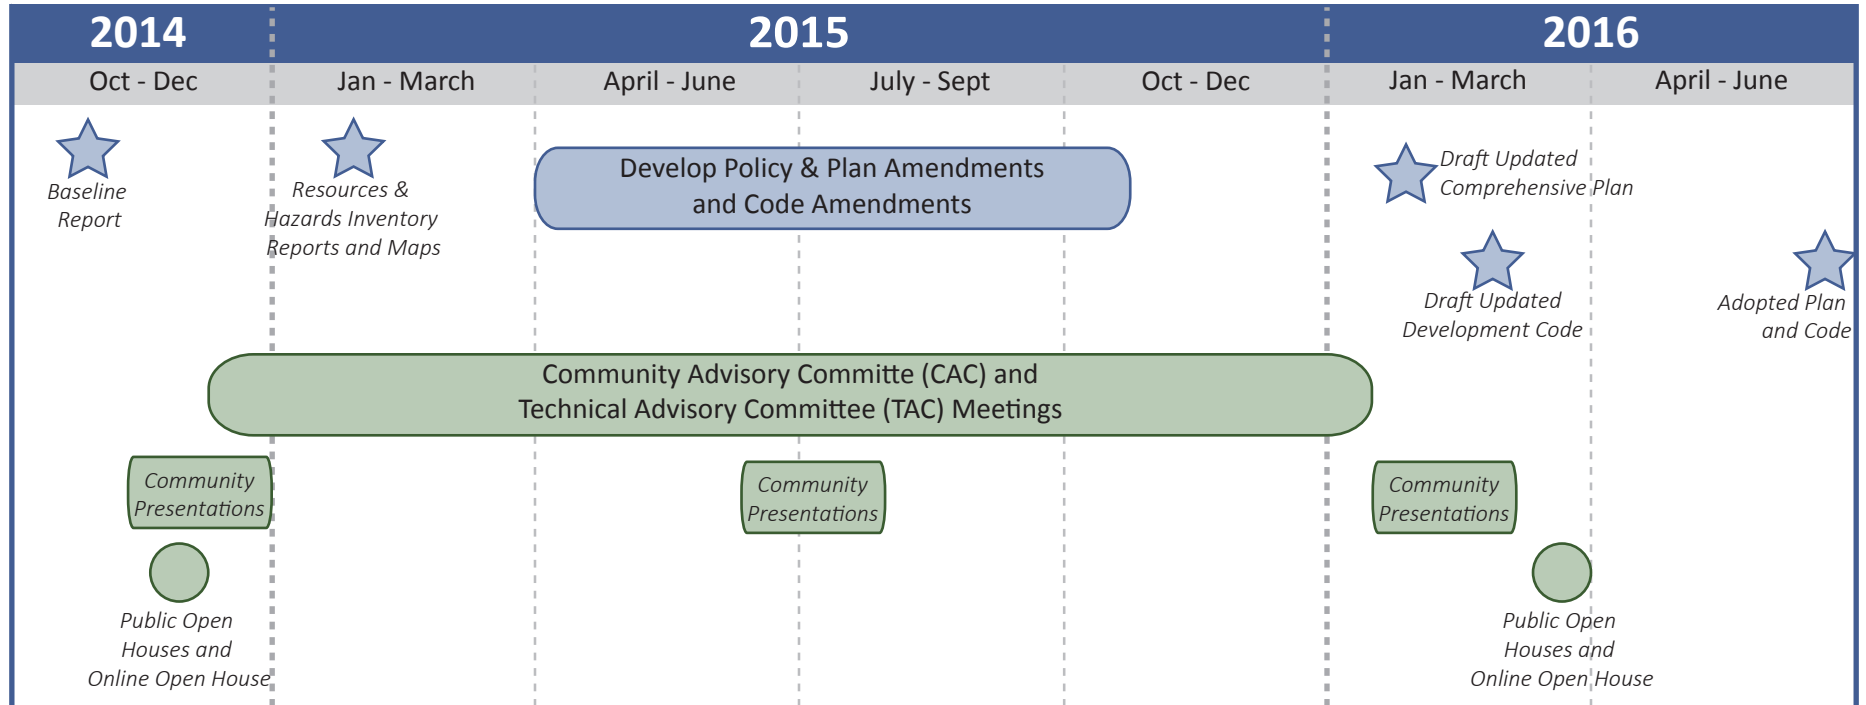 2014
2015
2016
Oct - Dec
Jan - March
April - June
July - Sept
Oct - Dec
Jan - March
April - June
Baseline
Report
Resources &
Hazards Inventory
Reports and Maps
Develop Policy & Plan Amendments
and Code Amendments
Draft Updated
Comprehensive Plan
Draft Updated
Development Code
Adopted Plan
and Code
Community Advisory Committe (CAC) and
Technical Advisory Committee (TAC) Meetings
Community
Presentations
Community
Presentations
Community
Presentations
Public Open
Houses and
Online Open House
Public Open
Houses and
Online Open House